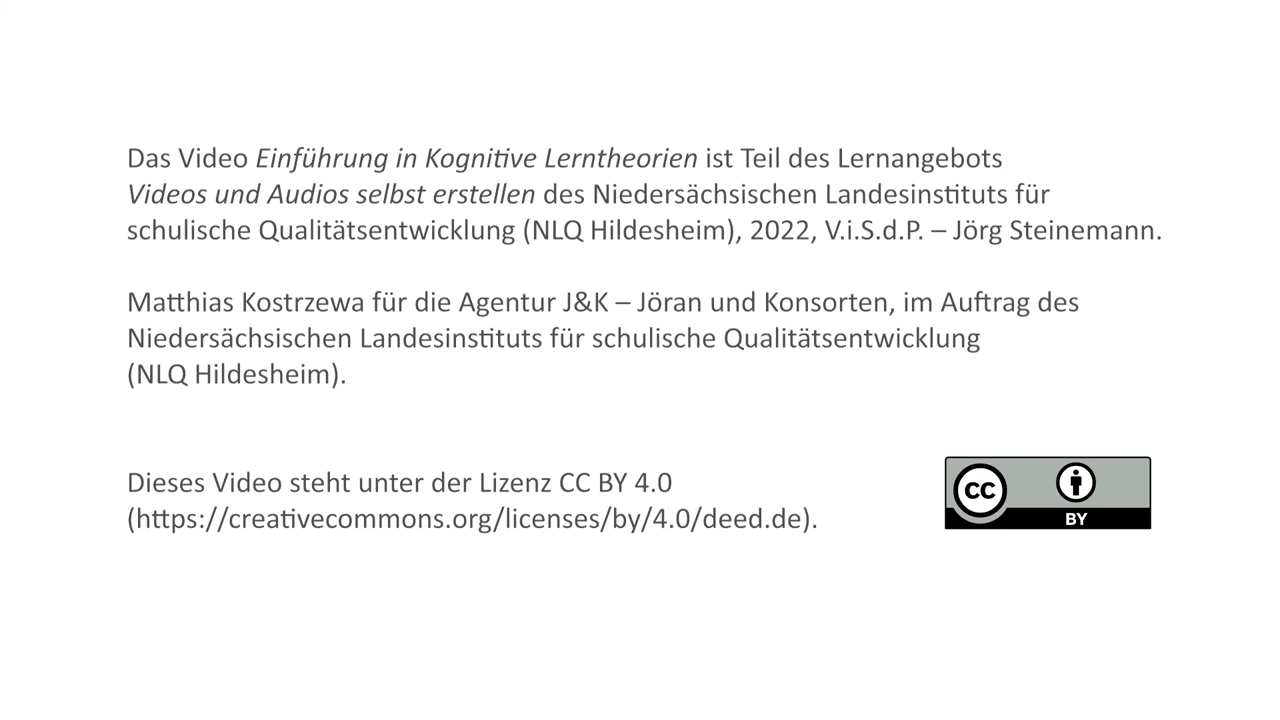 Das Video Einführung in Kognitive Lerntheorien ist Teil des Lernangebots
Videos und Audios selbst erstellen des Niedersächsischen Landesinstituts für
schulische Qualitätsentwicklung (NLQ Hildesheim), 2022, V.i.S.d.P. – Jörg Steinemann.
Matthias Kostrzewa für die Agentur J&K – Jöran und Konsorten, im Auftrag des
Niedersächsischen Landesinstituts für schulische Qualitätsentwicklung
(NLQ Hildesheim).
Dieses Video steht unter der Lizenz CC BY 4.0
(https://creativecommons.org/licenses/by/4.0/deed.de).
CC
BY